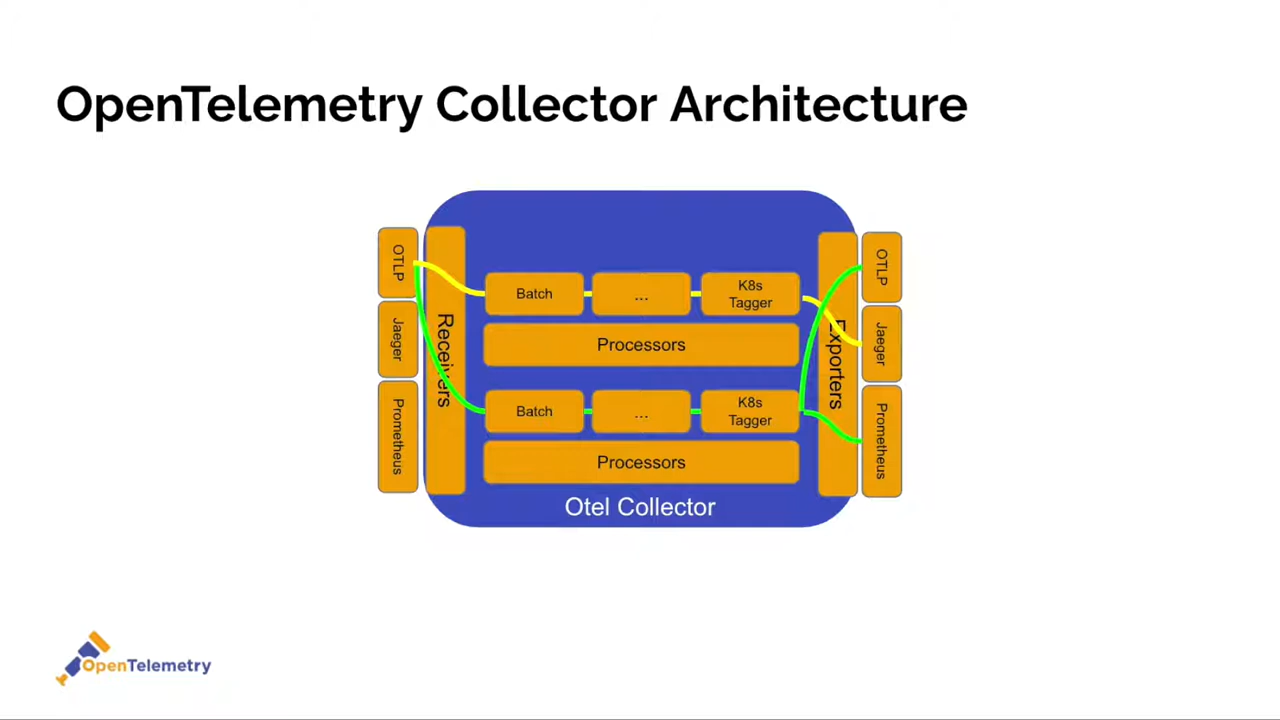 OpenTelemetry Collector Architecture
OTLP
Jaeger
Prometheus
Receivers
Batch
...
K8s
Tagger
Processors
Batch
...
K8s
Tagger
Processors
Otel Collector
Exporters
OTLP
Jaeger
Prometheus
OpenTelemetry